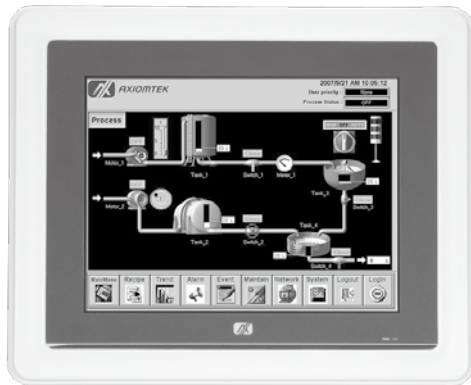 AXIOMTEK
2007/9/21 AM 10:05:12
User priority : None
Process Status : OFF
Process
OFF
Motor_1
Tank_1
Switch_1
Meter_1
Tank_3
Switch_3
Motor_2
Tank_2
Switch_2
Tank_4
Switch_4
MainMenu
Recipe
Trend
Alarm
Event
Maintain
Network
System
Logout
Login